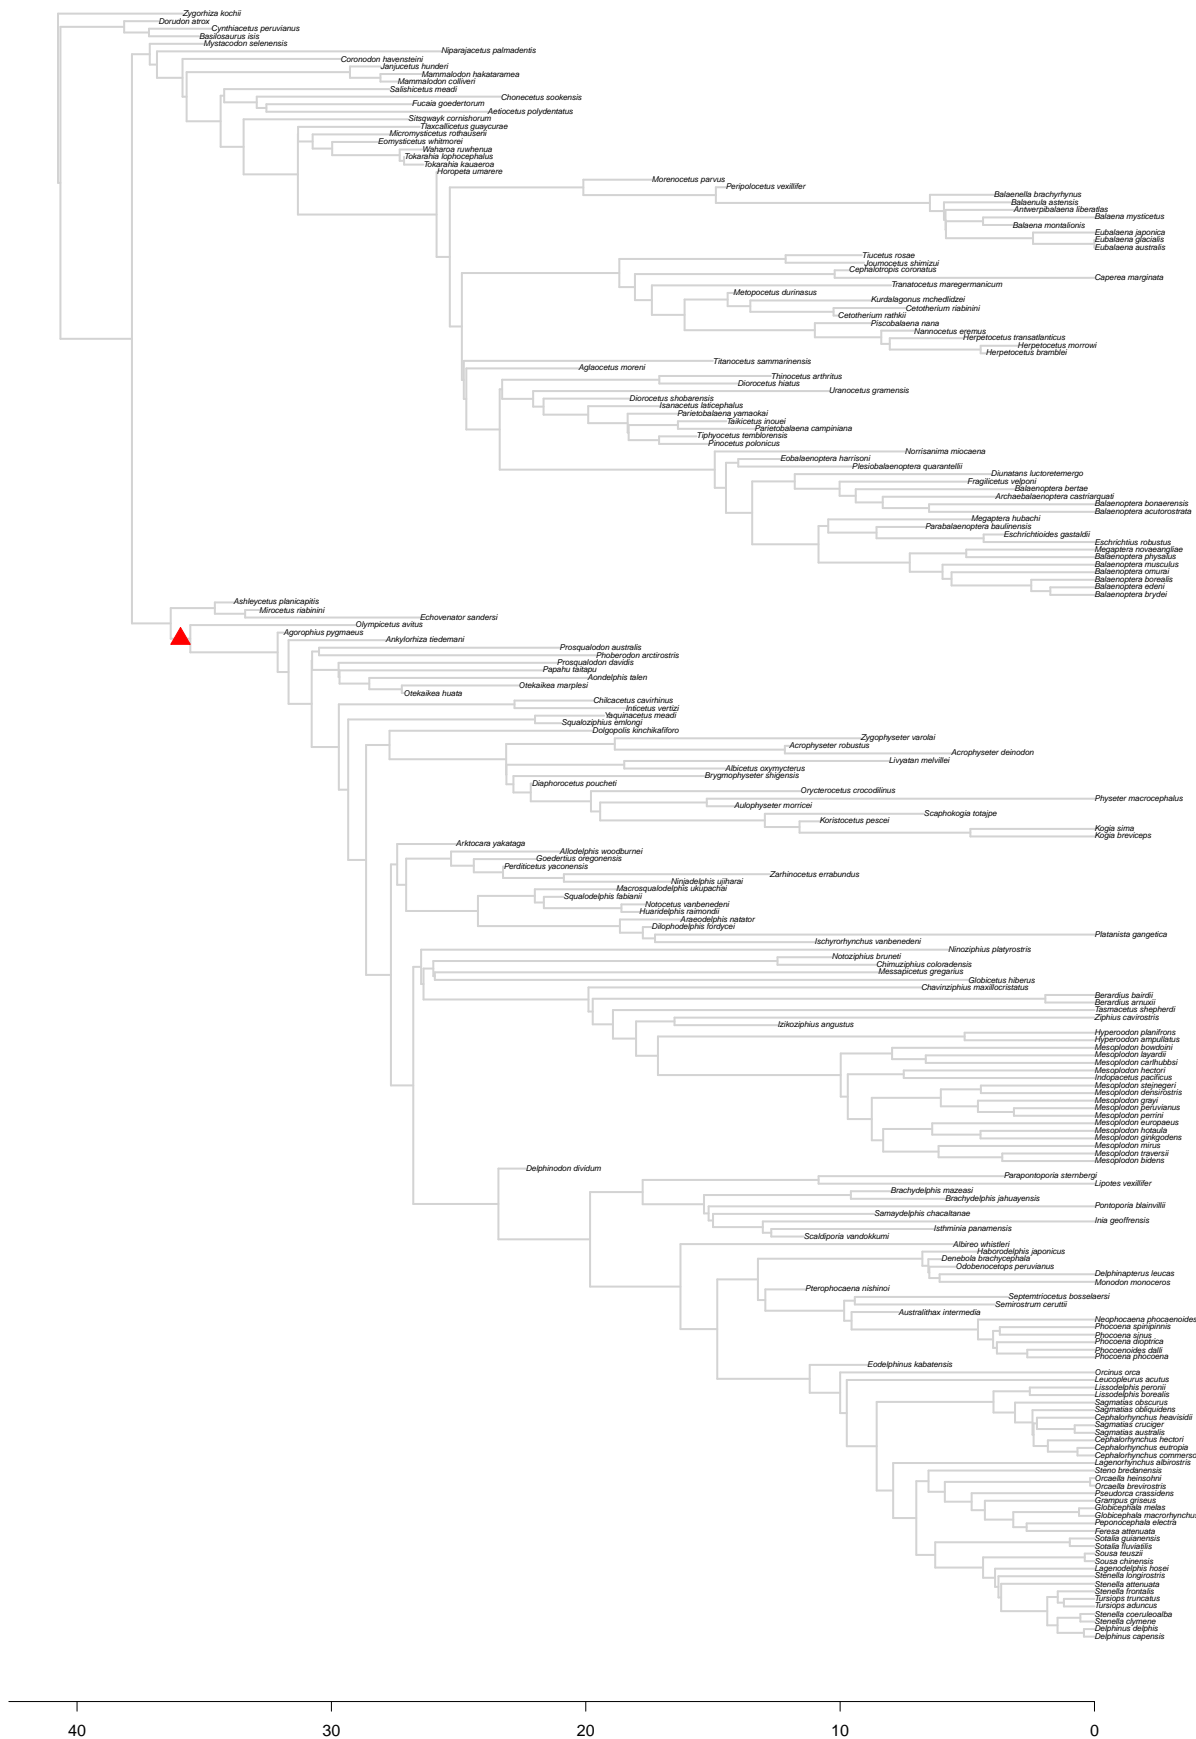 Zygorhiza kochii
Dorudon atrox
Cynthiacetus peruvianus
Basilosaurus isis
Mystacodon selenensis
Niparajacetus palmadentis
Coronodon havensteini
Janjucetus hunderi
Mammalodon hakataramea
Mammalodon colliveri
Salishicetus meadi
Chonecetus sookensis
Fucaia goedertorum
Aetiocetus polydentatus
Sitsqwayk cornishorum
Tlaxcallicetus guaycurae
Micromysticetus rothauseni
Eomysticetus whitmorei
Waharoa ruwhenua
Tokarahia lophocephalus
Tokarahia kauaeroa
Horopeta umarere
Morenocetus parvus
Peripolocetus vexillifer
Balaenella brachyrhynus
Balaenula astensis
Antwerpibalaena liberatlas
Balaena mysticetus
Balaena montalionis
Eubalaena japonica
Eubalaena glacialis
Eubalaena australis
Tiucetus rosae
Joumocetus shimizui
Cephalotropis coronatus
Caperea marginata
Tranatocetus maregermanicum
Metopocetus durinasus
Kurdalagonus mchedlidzei
Cetotherium riabinini
Cetotherium rathkii
Piscobalaena nana
Nannocetus eremus
Herpetocetus transatlanticus
Herpetocetus morrowi
Herpetocetus bramblei
Titanocetus sammarinensis
Aglaocetus moreni
Thinocetus arthritus
Diorocetus hiatus
Uranocetus gramensis
Diorocetus shobarensis
Isanacetus laticephalus
Parietobalaena yamaokai
Taikicetus inouei
Parietobalaena campiniana
Tiphyocetus temblorensis
Pinocetus polonicus
Norrisanima miocaena
Eobalaenoptera harrisoni
Plesiobalaenoptera quarantellii
Diunatans luctoretemergo
Fragilicetus velponi
Balaenoptera bertae
Archaebalaenoptera castriarquati
Balaenoptera bonaerensis
Balaenoptera acutorostrata
Megaptera hubachi
Parabalaenoptera baulinensis
Eschrichtioides gastaldii
Eschrichtius robustus
Megaptera novaeangliae
Balaenoptera physalus
Balaenoptera musculus
Balaenoptera omurai
Balaenoptera borealis
Balaenoptera edeni
Balaenoptera brydei
Ashleycetus planicapitis
Mirocetus riabinini
Echovenator sandersi
Olympicetus avitus
Agorophius pygmaeus
Ankylorhiza tiedemani
Prosqualodon australis
Phoberodon arctirostris
Prosqualodon davidis
Papahu taitapu
Aondelphis talen
Otekaikea marplesi
Otekaikea huata
Chilcacetus cavirhinus
Inticetus vertizi
Yaquinacetus meadi
Squaloziphius emlongi
Dolgopolis kinchikafiforo
Zygophyseter varolai
Acrophyseter robustus
Acrophyseter deinodon
Livyatan melvillei
Albicetus oxymycterus
Brygmophyseter shigensis
Diaphorocetus poucheti
Orycterocetus crocodilinus
Physeter macrocephalus
Aulophyseter morricei
Scaphokogia totajpe
Koristocetus pescei
Kogia sima
Kogia breviceps
Arktocara yakataga
Allodelphis woodburnei
Goedertius oregonensis
Perditicetus yaconensis
Zarhinocetus errabundus
Ninjadelphis ujiharai
Macrosqualodelphis ukupachai
Squalodelphis fabianii
Notocetus vanbenedeni
Huaridelphis raimondii
Araeodelphis natator
Dilophodelphis fordycei
Platanista gangetica
Ischyrorhynchus vanbenedeni
Ninoziphius platyrostris
Notoziphius bruneti
Chimuziphius coloradensis
Messapicetus gregarius
Globicetus hiberus
Chavinziphius maxillocristatus
Berardius bairdii
Berardius arnuxii
Tasmacetus shepherdi
Ziphius cavirostris
Izikoziphius angustus
Hyperoodon planifrons
Hyperoodon ampullatus
Mesoplodon bowdoini
Mesoplodon layardii
Mesoplodon carlhubbsi
Mesoplodon hectori
Indopacetus pacificus
Mesoplodon stejnegeri
Mesoplodon densirostris
Mesoplodon grayi
Mesoplodon peruvianus
Mesoplodon perrini
Mesoplodon europaeus
Mesoplodon hotaula
Mesoplodon ginkgodens
Mesoplodon mirus
Mesoplodon traversii
Mesoplodon bidens
Delphinodon dividum
Parapontoporia sternbergi
Lipotes vexillifer
Brachydelphis mazeasi
Brachydelphis jahuayensis
Pontoporia blainvillii
Samaydelphis chacaltanae
Inia geoffrensis
Isthminia panamensis
Scaldiporia vandokkumi
Albireo whistleri
Haborodelphis japonicus
Denebola brachycephala
Odobenocetops peruvianus
Delphinapterus leucas
Monodon monoceros
Pterophocaena nishinoi
Septemtriocetus bosselaersi
Semirostrum ceruttii
Australithax intermedia
Neophocaena phocaenoides
Phocoena spinipinnis
Phocoena sinus
Phocoena dioptrica
Phocoenoides dalli
Phocoena phocoena
Eodelphinus kabatensis
Orcinus orca
Leucopleurus acutus
Lissodelphis peronii
Lissodelphis borealis
Sagmatias obscurus
Sagmatias obliquidens
Cephalorhynchus heavisidii
Sagmatias cruciger
Sagmatias australis
Cephalorhynchus hectori
Cephalorhynchus eutropia
Cephalorhynchus commerso
Lagenorhynchus albirostris
Steno bredanensis
Orcaella heinsohni
Orcaella brevirostris
Pseudorca crassidens
Grampus griseus
Globicephala melas
Globicephala macrorhynchus
Peponocephala electra
Feresa attenuata
Sotalia guianensis
Sotalia fluviatilis
Sousa teuszii
Sousa chinensis
Lagenodelphis hosei
Stenella longirostris
Stenella attenuata
Stenella frontalis
Tursiops truncatus
Tursiops aduncus
Stenella coeruleoalba
Stenella clymene
Delphinus delphis
Delphinus capensis
40 30 20 10 0